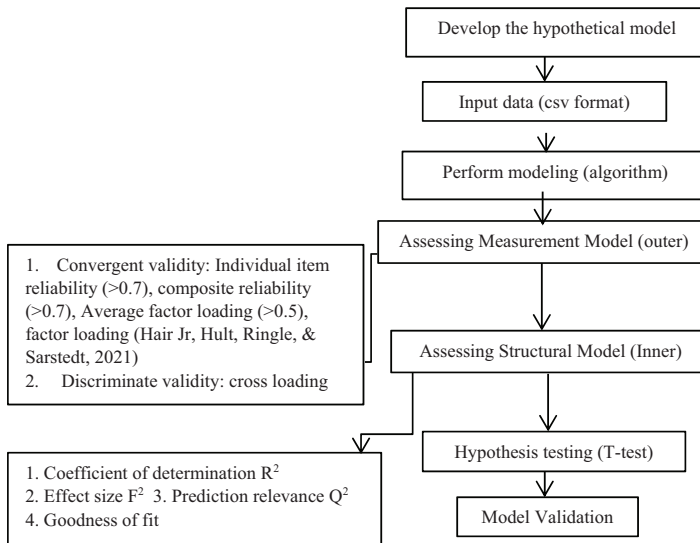 Develop the hypothetical model
Input data (csv format)
Perform modeling (algorithm)
Assessing Measurement Model (outer)
1. Convergent validity: Individual item
reliability (>0.7), composite reliability
(>0.7), Average factor loading (>0.5),
factor loading (Hair Jr, Hult, Ringle, &
Sarstedt, 2021)
2. Discriminate validity: cross loading
Assessing Structural Model (Inner)
1. Coefficient of determination R²
2. Effect size F² 3. Prediction relevance Q²
4. Goodness of fit
Hypothesis testing (T-test)
Model Validation